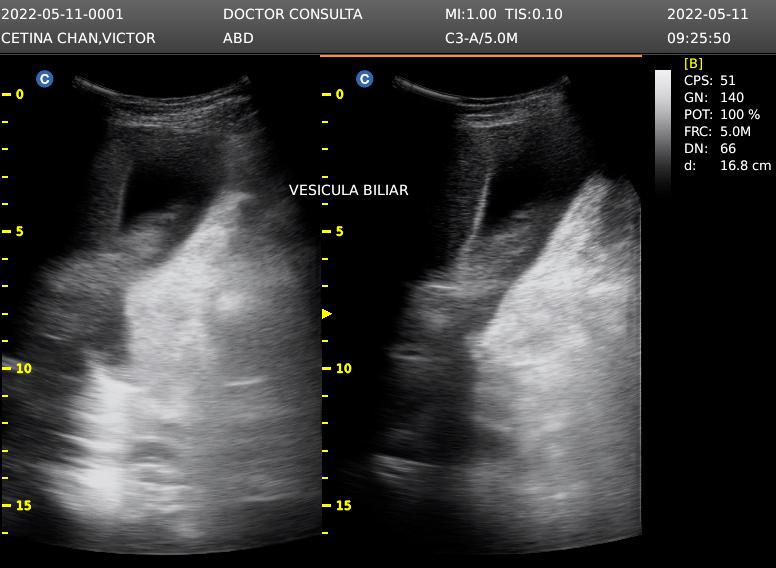 2022-05-11-0001 DOCTOR CONSULTA MI:1.00 TIS:0.10 2022-05-11
CETINA CHAN,VICTOR ABD C3-A/5.0M 09:25:50
[B]
CPS: 51
GN: 140
POT: 100 %
FRC: 5.0M
DN: 66
d: 16.8 cm
C C
0 0
VESICULA BILIAR
5 5
10 10
15 15